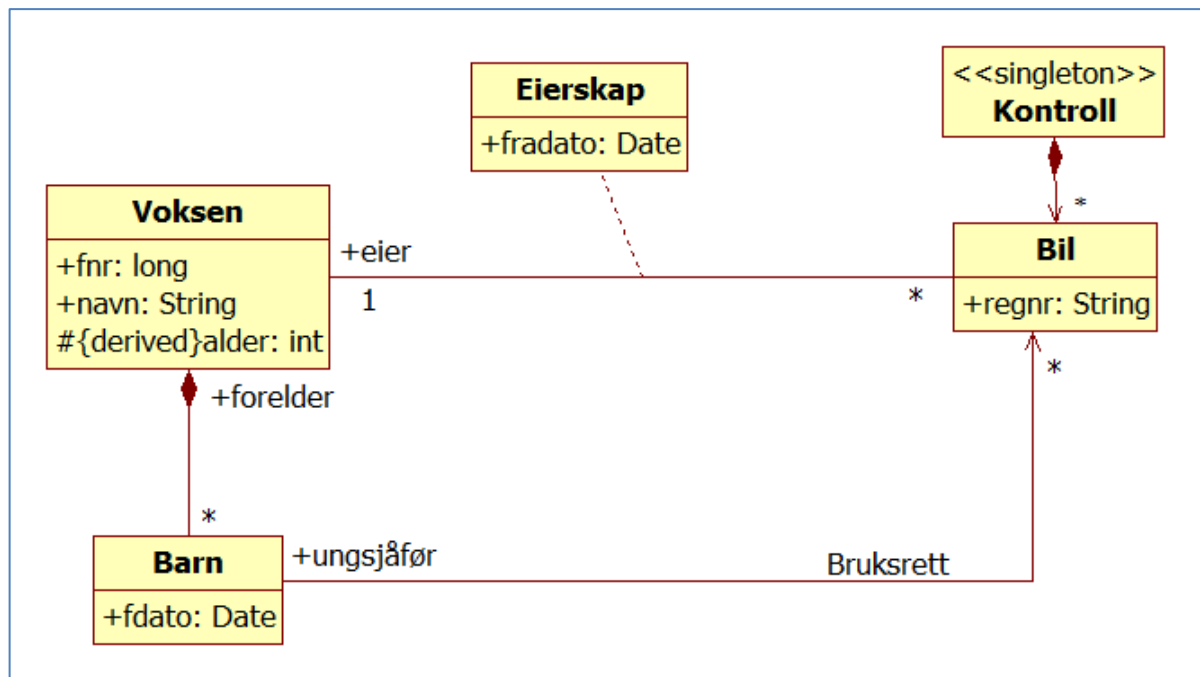 <<singleton>>
Kontroll
Eierskap
+fradato: Date
*
Voksen
+fnr: long
+navn: String
#{derived}alder: int
+eier
1
*
Bil
+regnr: String
*
+forelder
*
Barn
+fdato: Date
+ungsjåfør
Bruksrett